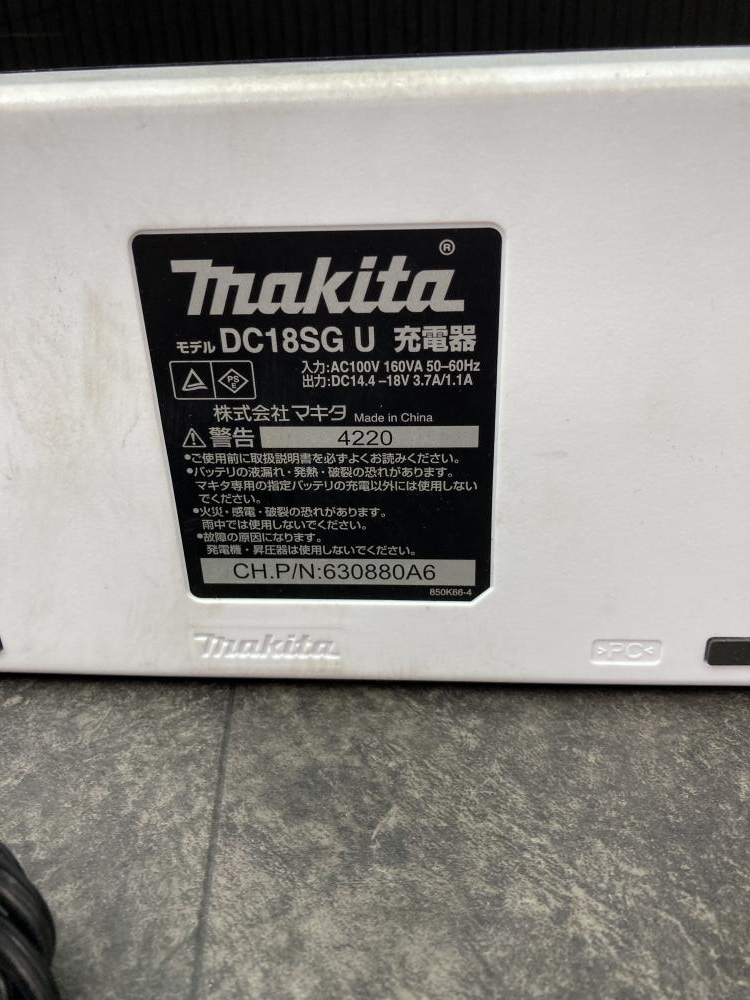 makita®
モデル DC18SG U 充電器
入力:AC100V 160VA 50-60Hz
出力:DC14.4 -18V 3.7A/1.1A
PS
E
株式会社マキタ Made in China
警告 4220
•ご使用前に取扱説明書を必ずよくお読みください。
•バッテリの液漏れ・発熱・破裂の恐れがあります。
マキタ専用の指定バッテリの充電以外には使用しない
でください。
•火災・感電・破裂の恐れがあります。
雨中では使用しないでください。
•故障の原因になります。
発電機・昇圧器は使用しないでください。
CH.P/N:630880A6
850K66-4
makita
>PC<